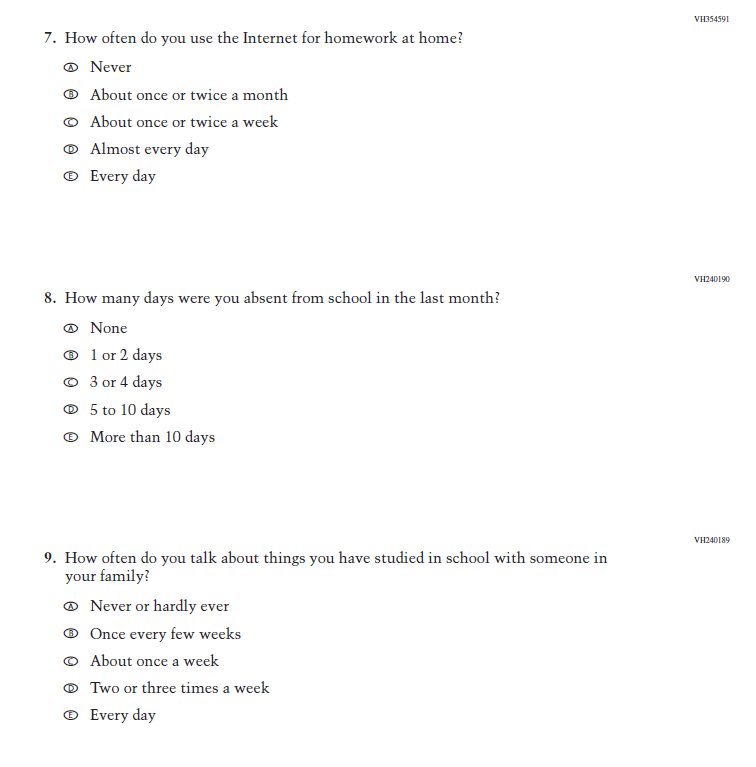 VH354591
7. How often do you use the Internet for homework at home?
A Never
B About once or twice a month
C About once or twice a week
D Almost every day
E Every day
VH240190
8. How many days were you absent from school in the last month?
A None
B 1 or 2 days
C 3 or 4 days
D 5 to 10 days
E More than 10 days
VH240189
9. How often do you talk about things you have studied in school with someone in
your family?
A Never or hardly ever
B Once every few weeks
C About once a week
D Two or three times a week
E Every day